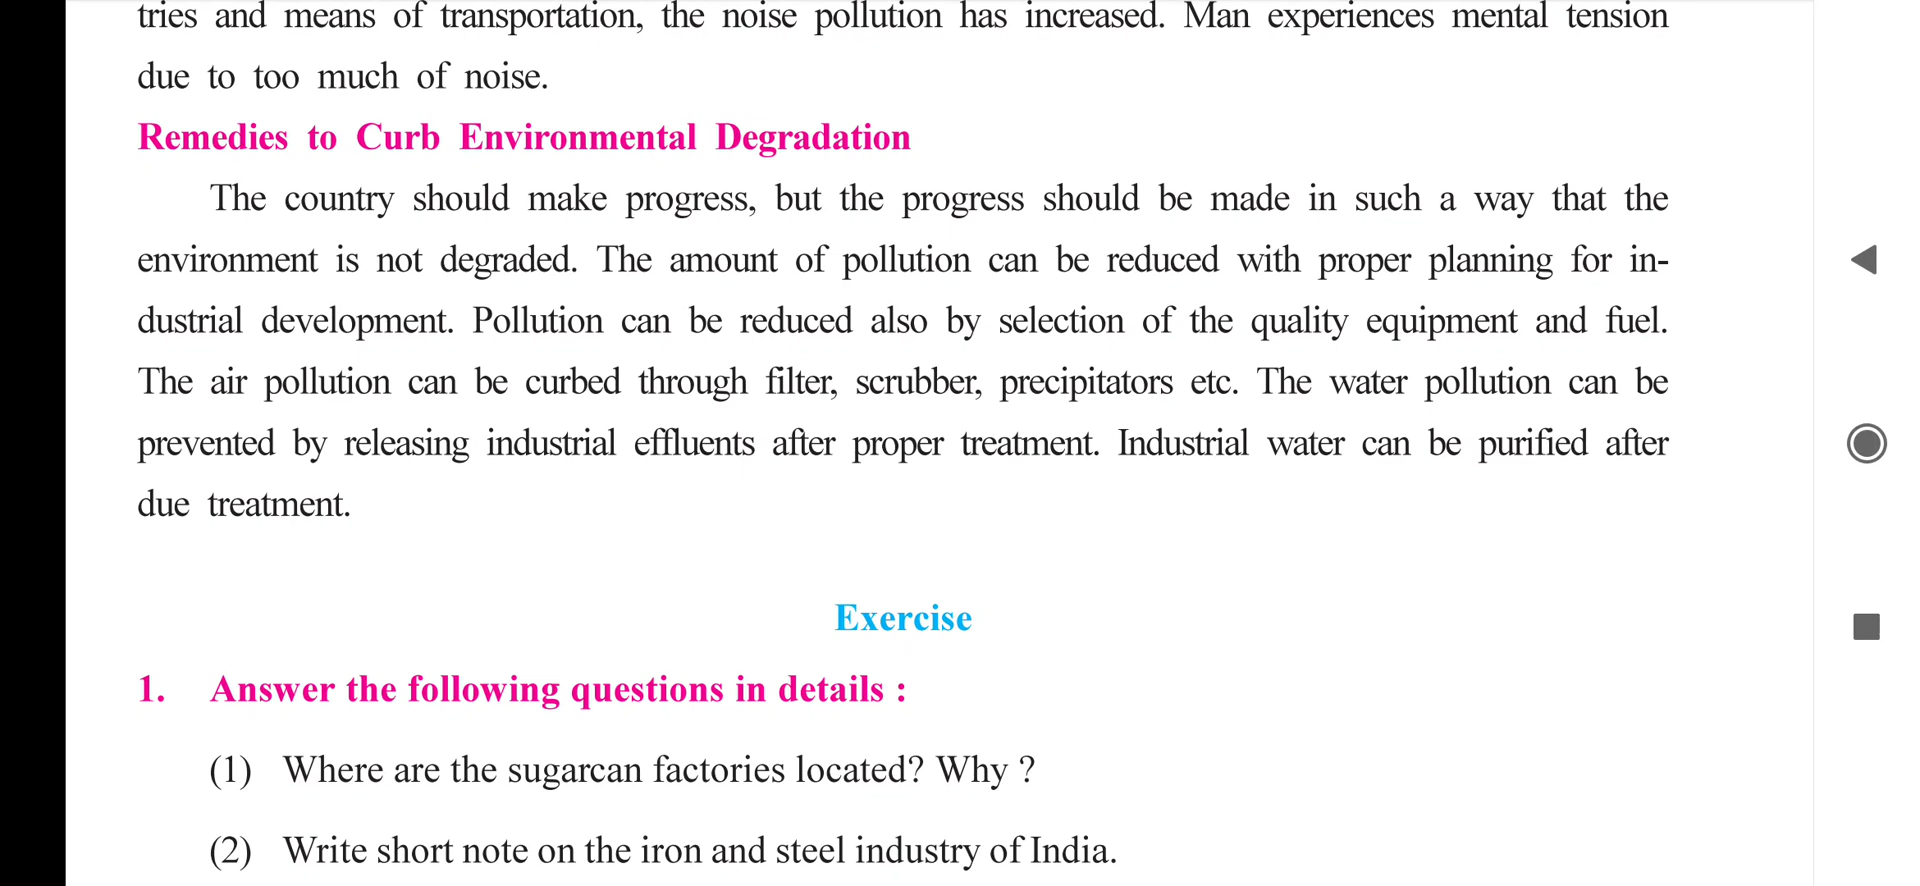 tries and means of transportation, the noise pollution has increased. Man experiences mental tension
due to too much of noise.
Remedies to Curb Environmental Degradation
The country should make progress, but the progress should be made in such a way that the
environment is not degraded. The amount of pollution can be reduced with proper planning for in-
dustrial development. Pollution can be reduced also by selection of the quality equipment and fuel.
The air pollution can be curbed through filter, scrubber, precipitators etc. The water pollution can be
prevented by releasing industrial effluents after proper treatment. Industrial water can be purified after
due treatment.
Exercise
1. Answer the following questions in details :
(1) Where are the sugarcan factories located? Why ?
(2) Write short note on the iron and steel industry of India.